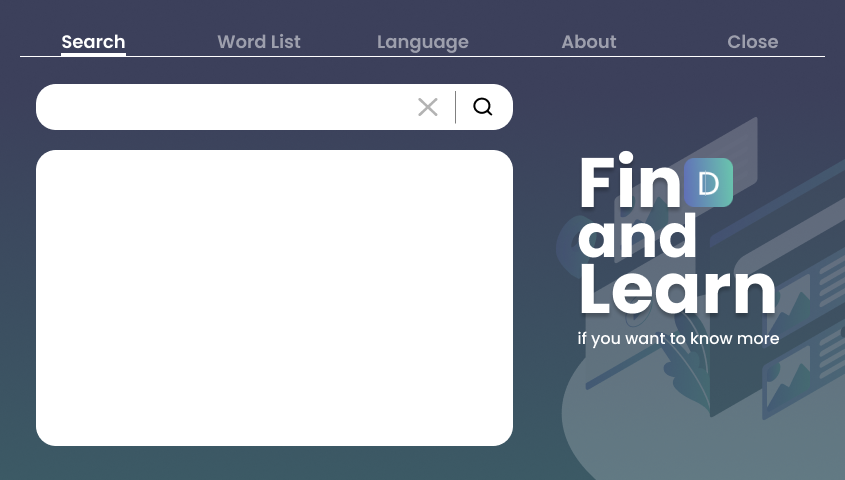 Search Word List Language About Close
Find
and
Learn
if you want to know more